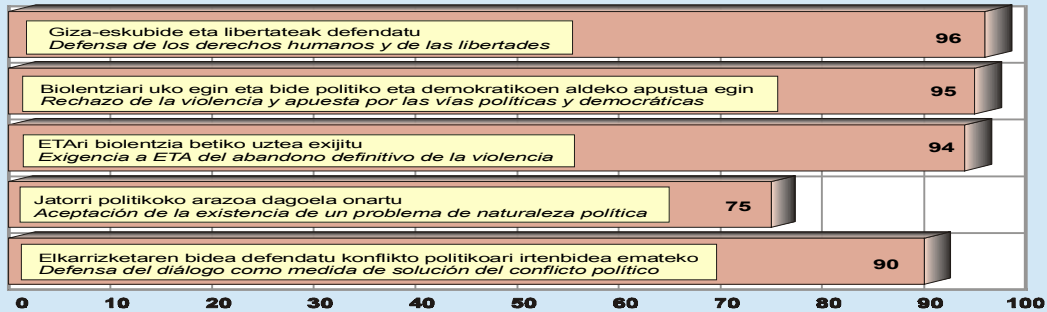 Giza-eskubide eta libertateak defendatu
Defensa de los derechos humanos y de las libertades
96
Biolentziari uko egin eta bide politiko eta demokratikoen aldeko apustua egin
Rechazo de la violencia y apuesta por las vías políticas y democráticas
95
ETAri biolentzia betiko uztea exijitu
Exigencia a ETA del abandono definitivo de la violencia
94
Jatorri politikoko arazoa dagoela onartu
Aceptación de la existencia de un problema de naturaleza política
75
Elkarrizketaren bidea defendatu konflikto politikoari irtenbidea emateko
Defensa del diálogo como medida de solución del conflicto político
90
0 10 20 30 40 50 60 70 80 90 100